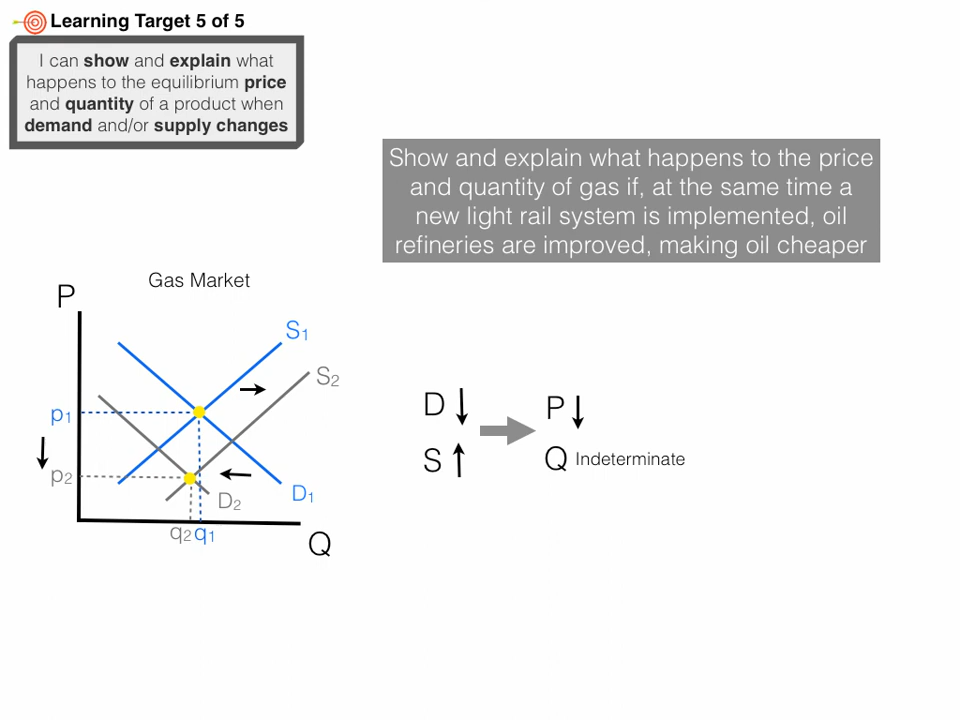 Learning Target 5 of 5
I can show and explain what
happens to the equilibrium price
and quantity of a product when
demand and/or supply changes
Show and explain what happens to the price
and quantity of gas if, at the same time a
new light rail system is implemented, oil
refineries are improved, making oil cheaper
Gas Market
P
S1
S2
p1
p2
D1
D2
q2 q1
Q
D
S
P
Q Indeterminate